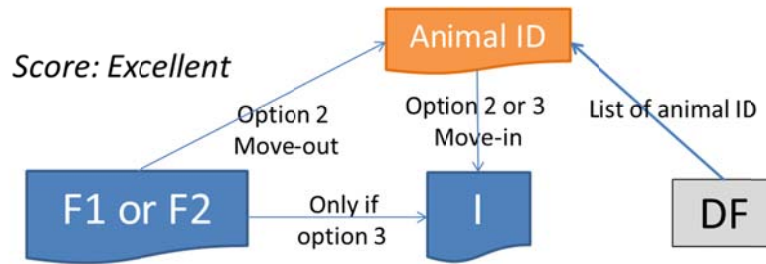 Animal ID
Score: Excellent
Option 2
Move-out
Option 2 or 3
Move-in
List of animal ID
F1 or F2
Only if
option 3
I
DF